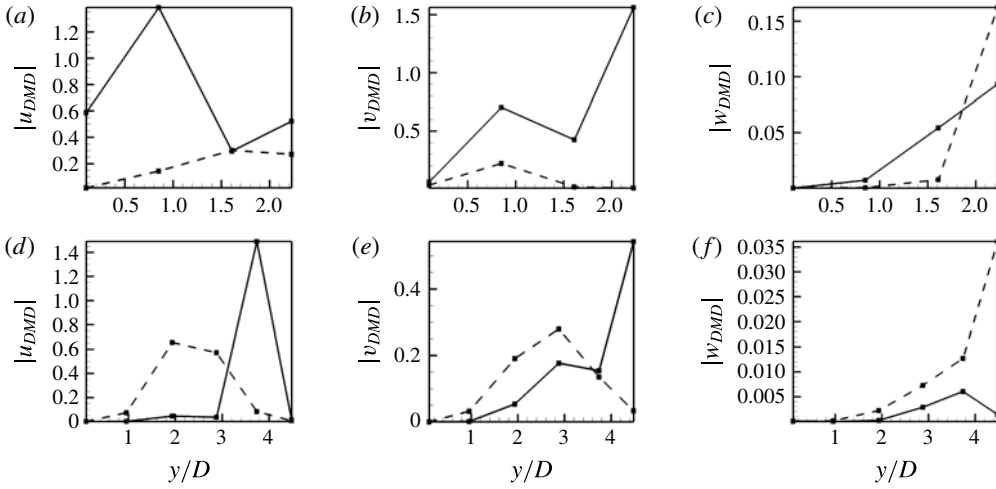 (a) (b) (c)
|u_DMD| 1.2 1.0 0.8 0.6 0.4 0.2
|v_DMD| 1.5 1.0 0.5
|w_DMD| 0.15 0.10 0.05
0.5 1.0 1.5 2.0 0.5 1.0 1.5 2.0 0.5 1.0 1.5 2.0
(d) (e) (f)
|u_DMD| 1.4 1.2 1.0 0.8 0.6 0.4 0.2 0
|v_DMD| 0.4 0.2 0
|w_DMD| 0.035 0.030 0.025 0.020 0.015 0.010 0.005
1 2 3 4 1 2 3 4 1 2 3 4
y/D y/D y/D